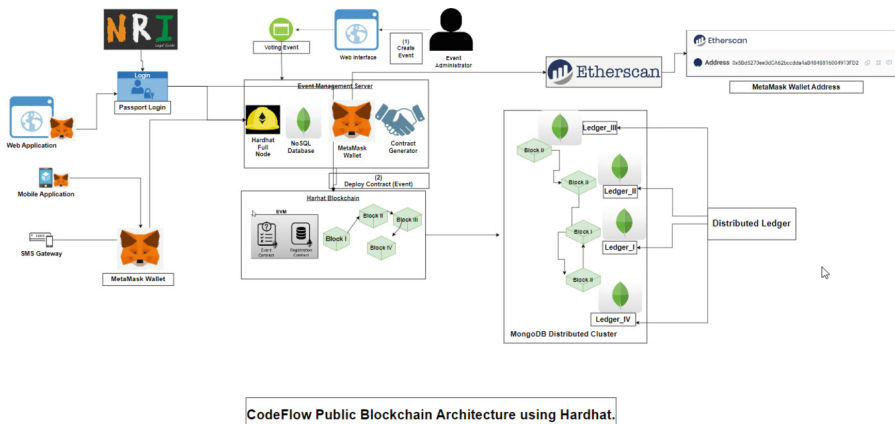 NRI
Voting Event
Web Interface
(1)
Create
Event
Event
Administrator
Etherscan
Etherscan
Address
MetaMask Wallet Address
Login
Passport Login
Web Application
Event Management Server
Hardhat
Full
Node
NoSQL
Database
MetaMask
Wallet
Contract
Generator
(2)
Deploy Contract (Event)
Mobile Application
SMS Gateway
MetaMask Wallet
Harhat Blockchain
EVM
Event
Contract
Registration
Contract
Block I
Block II
Block III
Block IV
Ledger_III
Block II
Block II
Ledger_II
Block I
Ledger_I
Block II
Ledger_IV
MongoDB Distributed Cluster
Distributed Ledger
CodeFlow Public Blockchain Architecture using Hardhat.